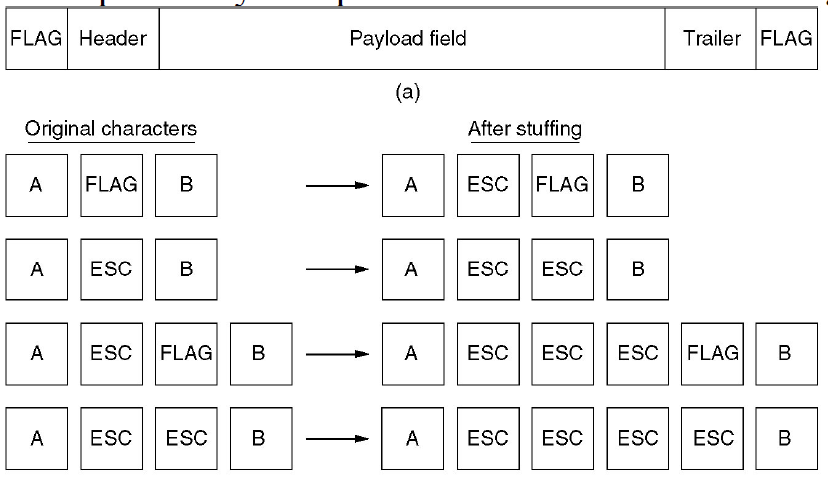 FLAG Header Payload field Trailer FLAG
(a)
Original characters After stuffing
A FLAG B A ESC FLAG B
A ESC B A ESC ESC B
A ESC FLAG B A ESC ESC ESC FLAG B
A ESC ESC B A ESC ESC ESC ESC B